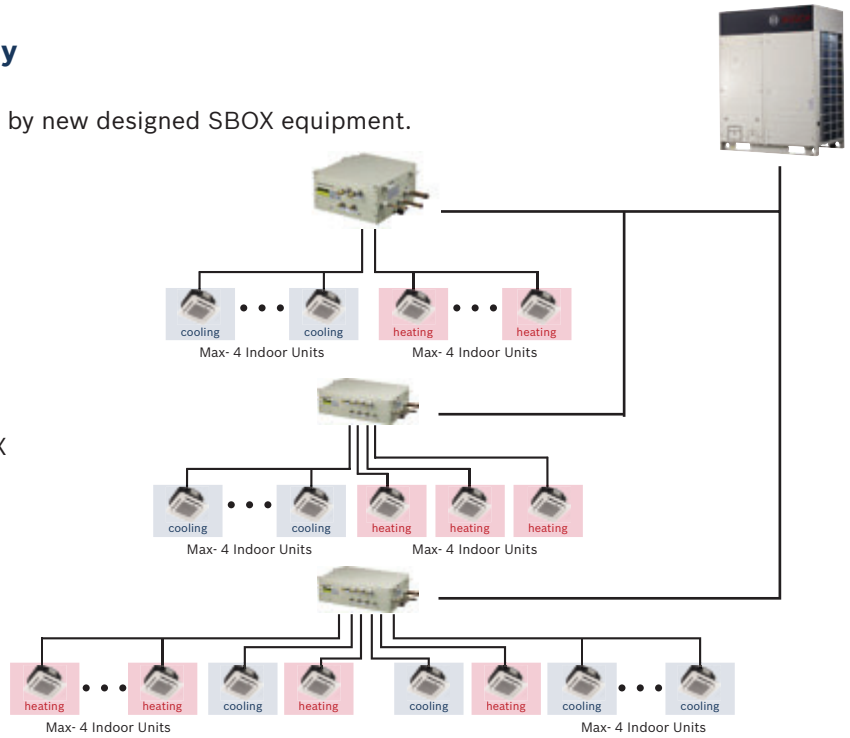 y
by new designed SBOX equipment.
cooling cooling heating heating
Max- 4 Indoor Units Max- 4 Indoor Units
X
cooling cooling heating heating heating
Max- 4 Indoor Units Max- 4 Indoor Units
heating heating cooling heating cooling heating cooling cooling
Max- 4 Indoor Units Max- 4 Indoor Units